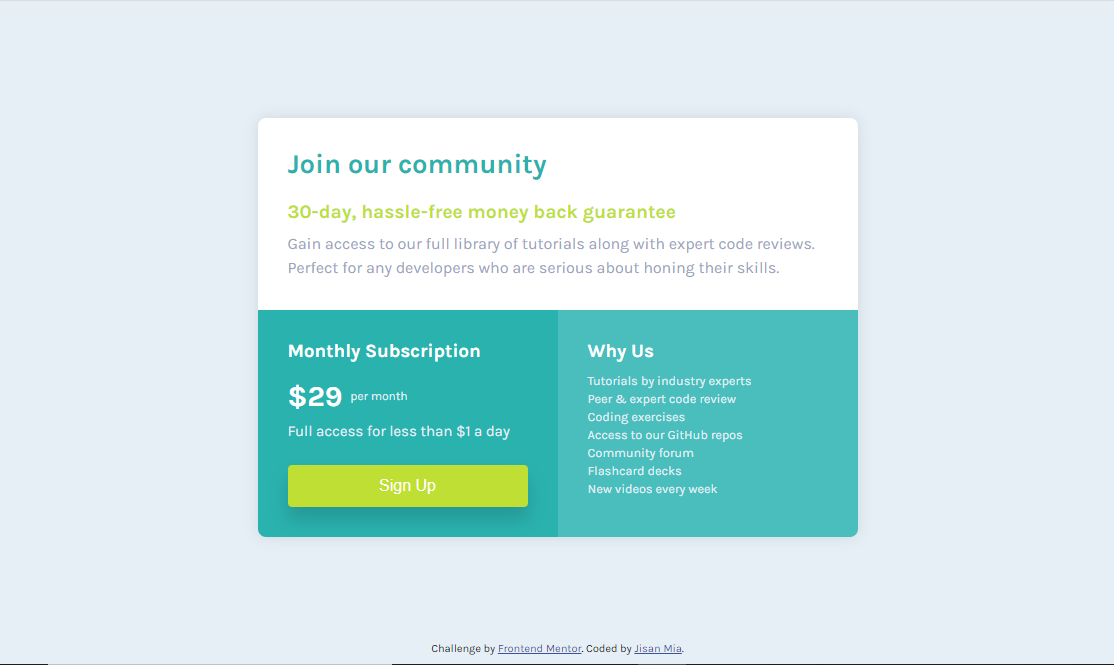 Join our community
30-day, hassle-free money back guarantee
Gain access to our full library of tutorials along with expert code reviews.
Perfect for any developers who are serious about honing their skills.
Monthly Subscription
$29 per month
Full access for less than $1 a day
Sign Up
Why Us
Tutorials by industry experts
Peer & expert code review
Coding exercises
Access to our GitHub repos
Community forum
Flashcard decks
New videos every week
Challenge by Frontend Mentor. Coded by Jisan Mia.